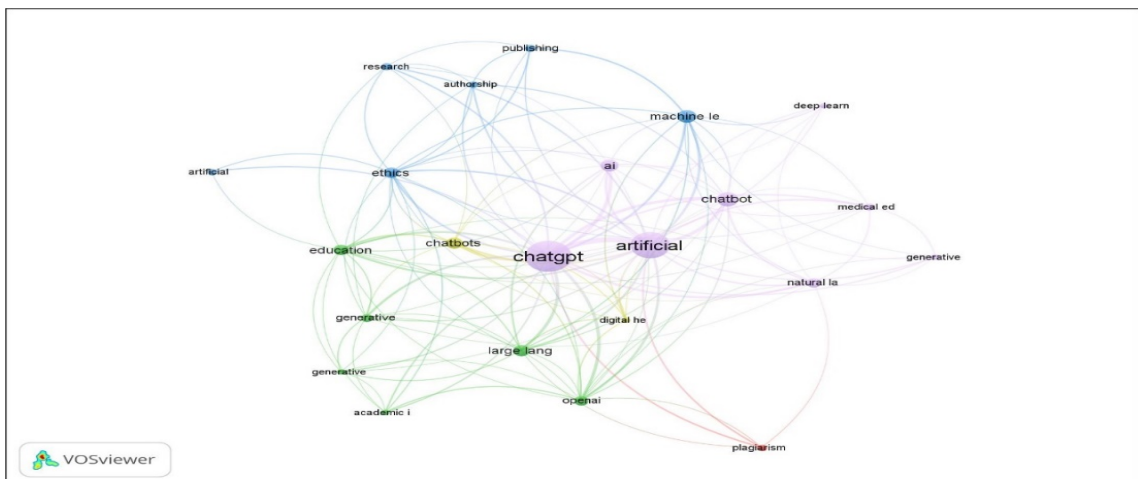 publishing
research
authorship
deep learn
machine le
ai
artificial
ethics
chatbot
medical ed
chatbots
artificial
education
chatgpt
generative
natural la
generative
digital he
large lang
generative
openai
academic i
plagiarism
VOSviewer